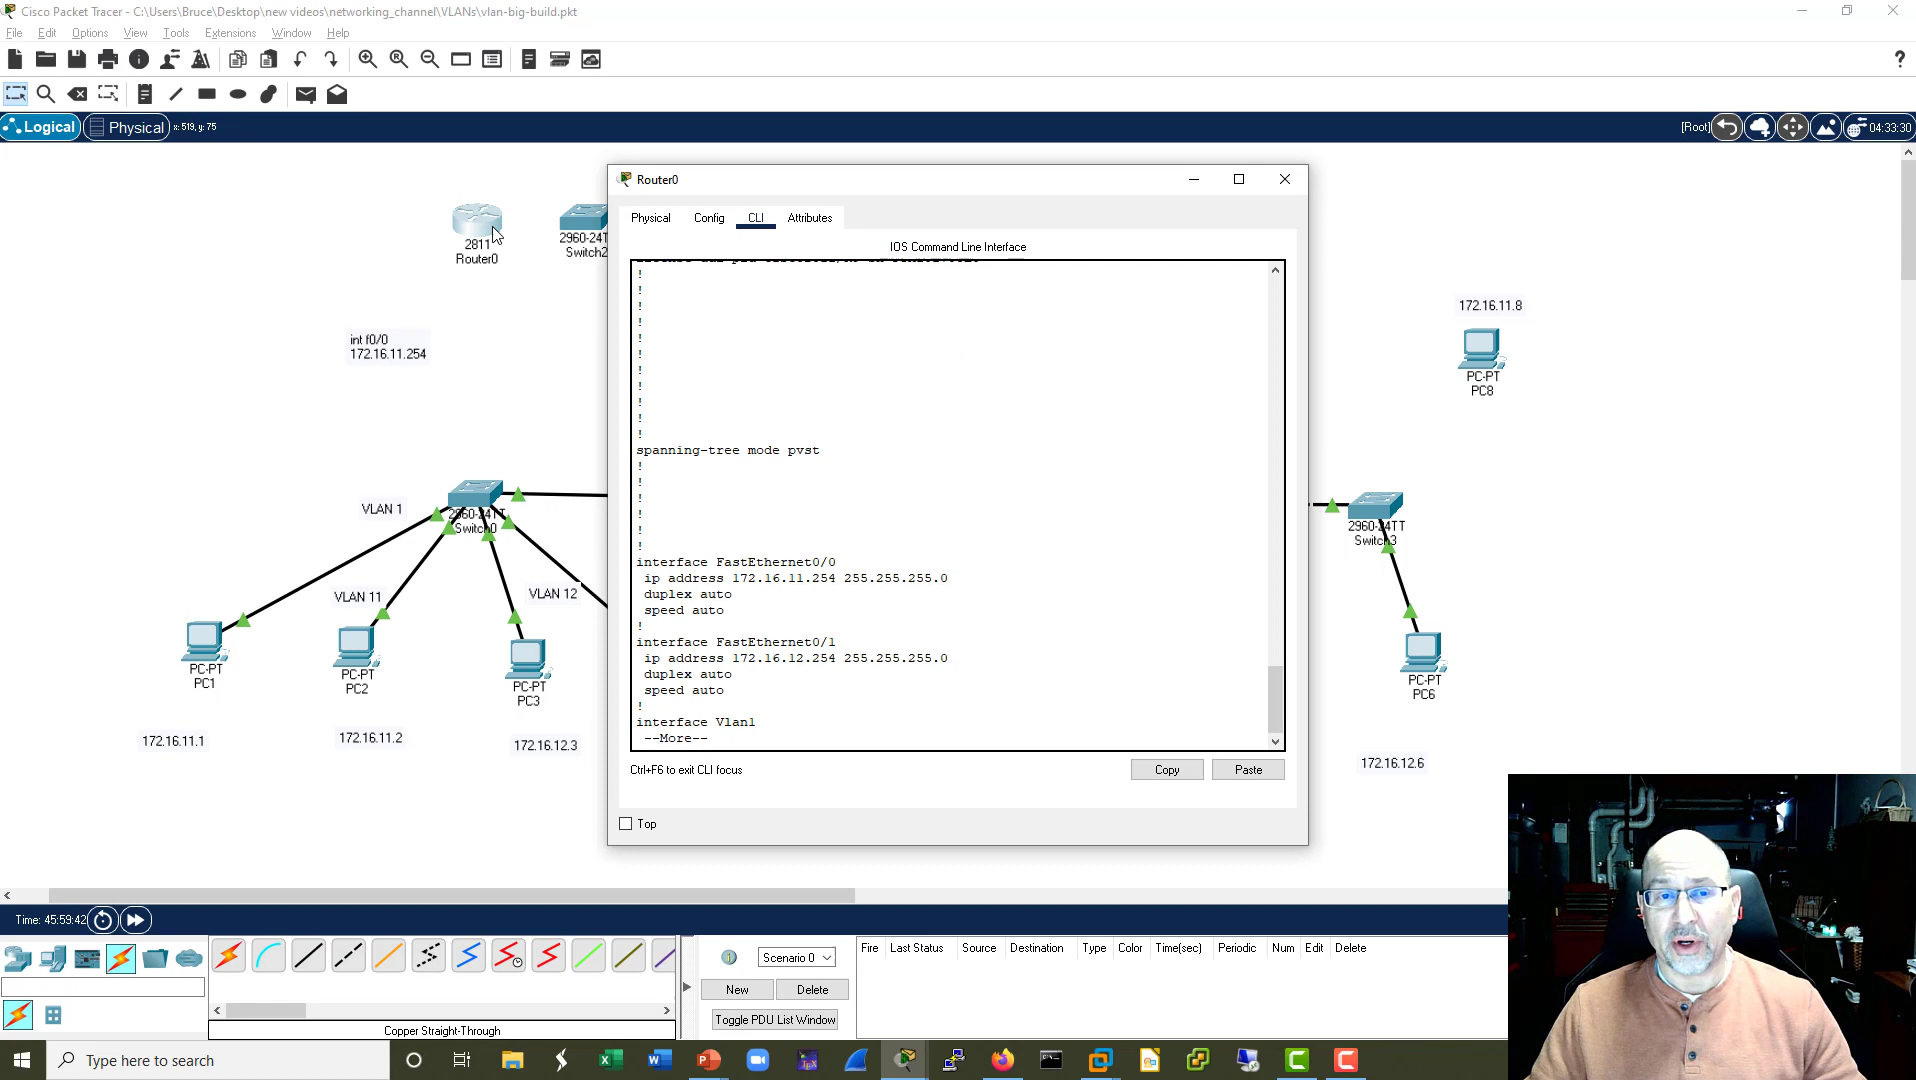 Cisco Packet Tracer - C:\Users\Bruce\Desktop\new videos\networking_channel\VLANs\vlan-big-build.pkt
File Edit Options View Tools Extensions Window Help
Logical Physical x: 519, y: 75
[Root] 04:33:30
Router0
Physical Config CLI Attributes
IOS Command Line Interface
!
!
!
!
!
!
!
!
!
!
!
spanning-tree mode pvst
!
!
!
!
!
!
interface FastEthernet0/0
ip address 172.16.11.254 255.255.255.0
duplex auto
speed auto
!
interface FastEthernet0/1
ip address 172.16.12.254 255.255.255.0
duplex auto
speed auto
!
interface Vlan1
--More--
Ctrl+F6 to exit CLI focus
Copy Paste
Top
2811
Router0
2960-24TT
Switch2
int f0/0
172.16.11.254
172.16.11.8
PC-PT
PC8
VLAN 1
2960-24TT
Switch0
VLAN 11
VLAN 12
2960-24TT
Switch3
PC-PT
PC1
PC-PT
PC2
PC-PT
PC3
PC-PT
PC6
172.16.11.1
172.16.11.2
172.16.12.3
172.16.12.6
Time: 45:59:42
Scenario 0
New Delete
Toggle PDU List Window
Fire Last Status Source Destination Type Color Time(sec) Periodic Num Edit Delete
Copper Straight-Through
Type here to search